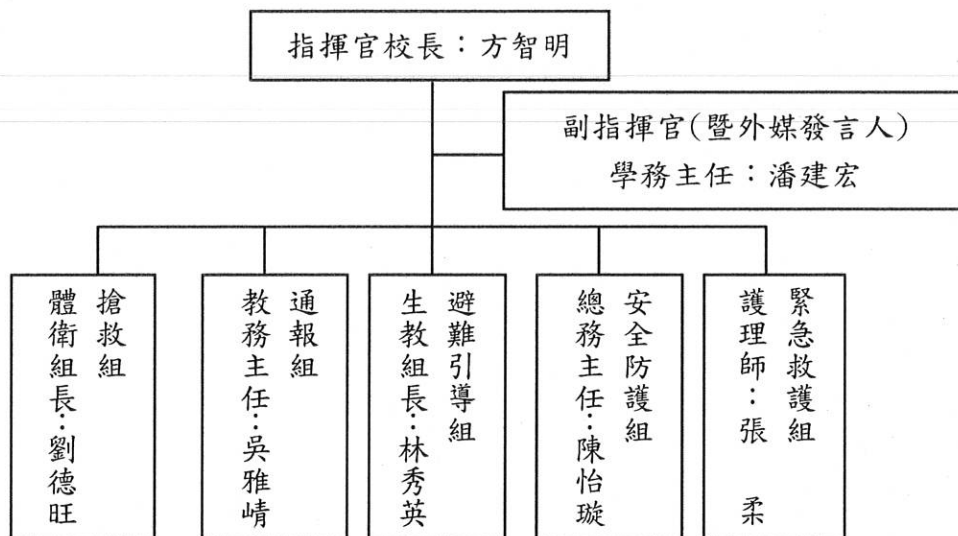 指揮官校長：方智明
副指揮官(暨外媒發言人)
學務主任：潘建宏
搶救組
體衛組長：劉德旺
通報組
教務主任：吳雅崝
避難引導組
生教組長：林秀英
安全防護組
總務主任：陳怡璇
緊急救護組
護理師：張　柔